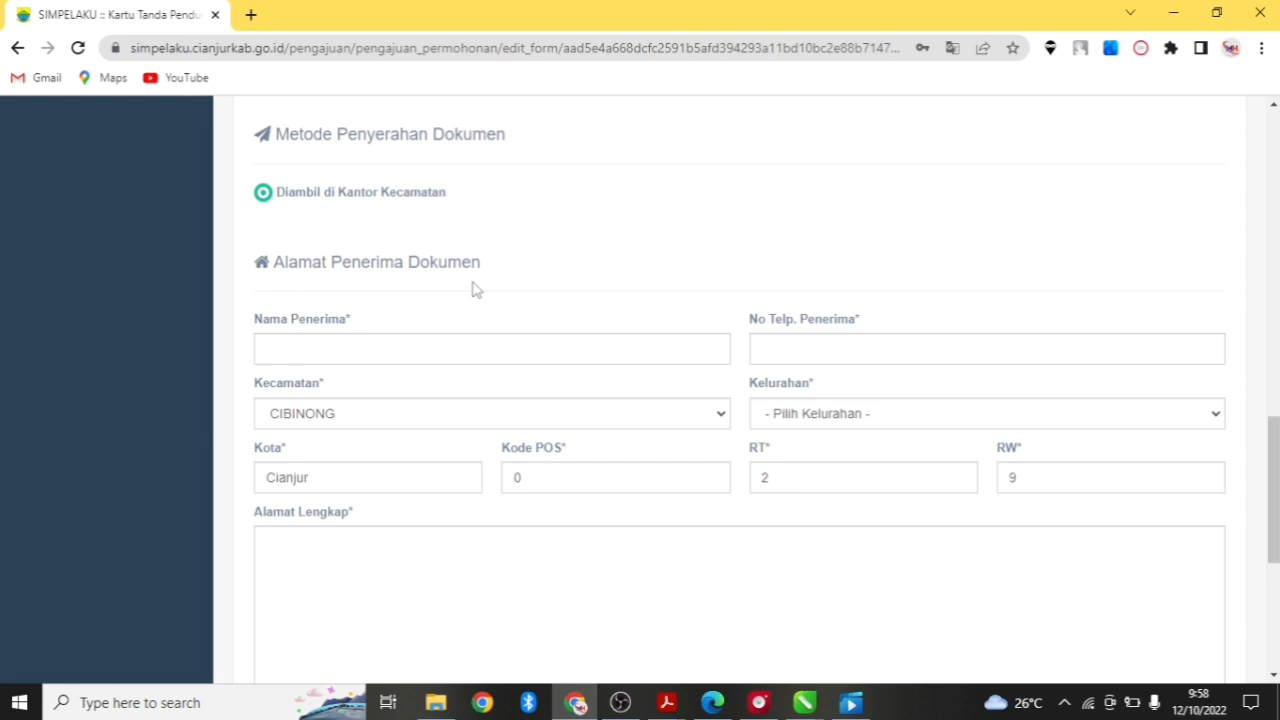 SIMPELAKU :: Kartu Tanda Pendu
simpelaku.cianjurkab.go.id/pengajuan/pengajuan_permohonan/edit_form/aad5e4a668dcfc2591b5afd394293a11bd10bc2e88b7147...
Gmail Maps YouTube
Metode Penyerahan Dokumen
Diambil di Kantor Kecamatan
Alamat Penerima Dokumen
Nama Penerima* No Telp. Penerima*
Kecamatan* Kelurahan*
CIBINONG - Pilih Kelurahan -
Kota* Kode POS* RT* RW*
Cianjur 0 2 9
Alamat Lengkap*
Type here to search 26°C 9:58
12/10/2022